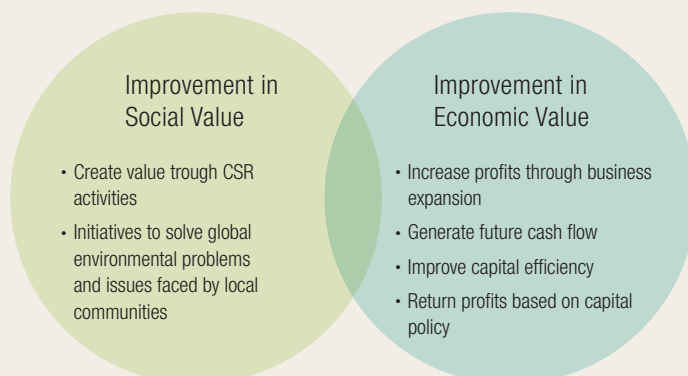 Improvement in
Social Value
• Create value trough CSR
activities
• Initiatives to solve global
environmental problems
and issues faced by local
communities
Improvement in
Economic Value
• Increase profits through business
expansion
• Generate future cash flow
• Improve capital efficiency
• Return profits based on capital
policy